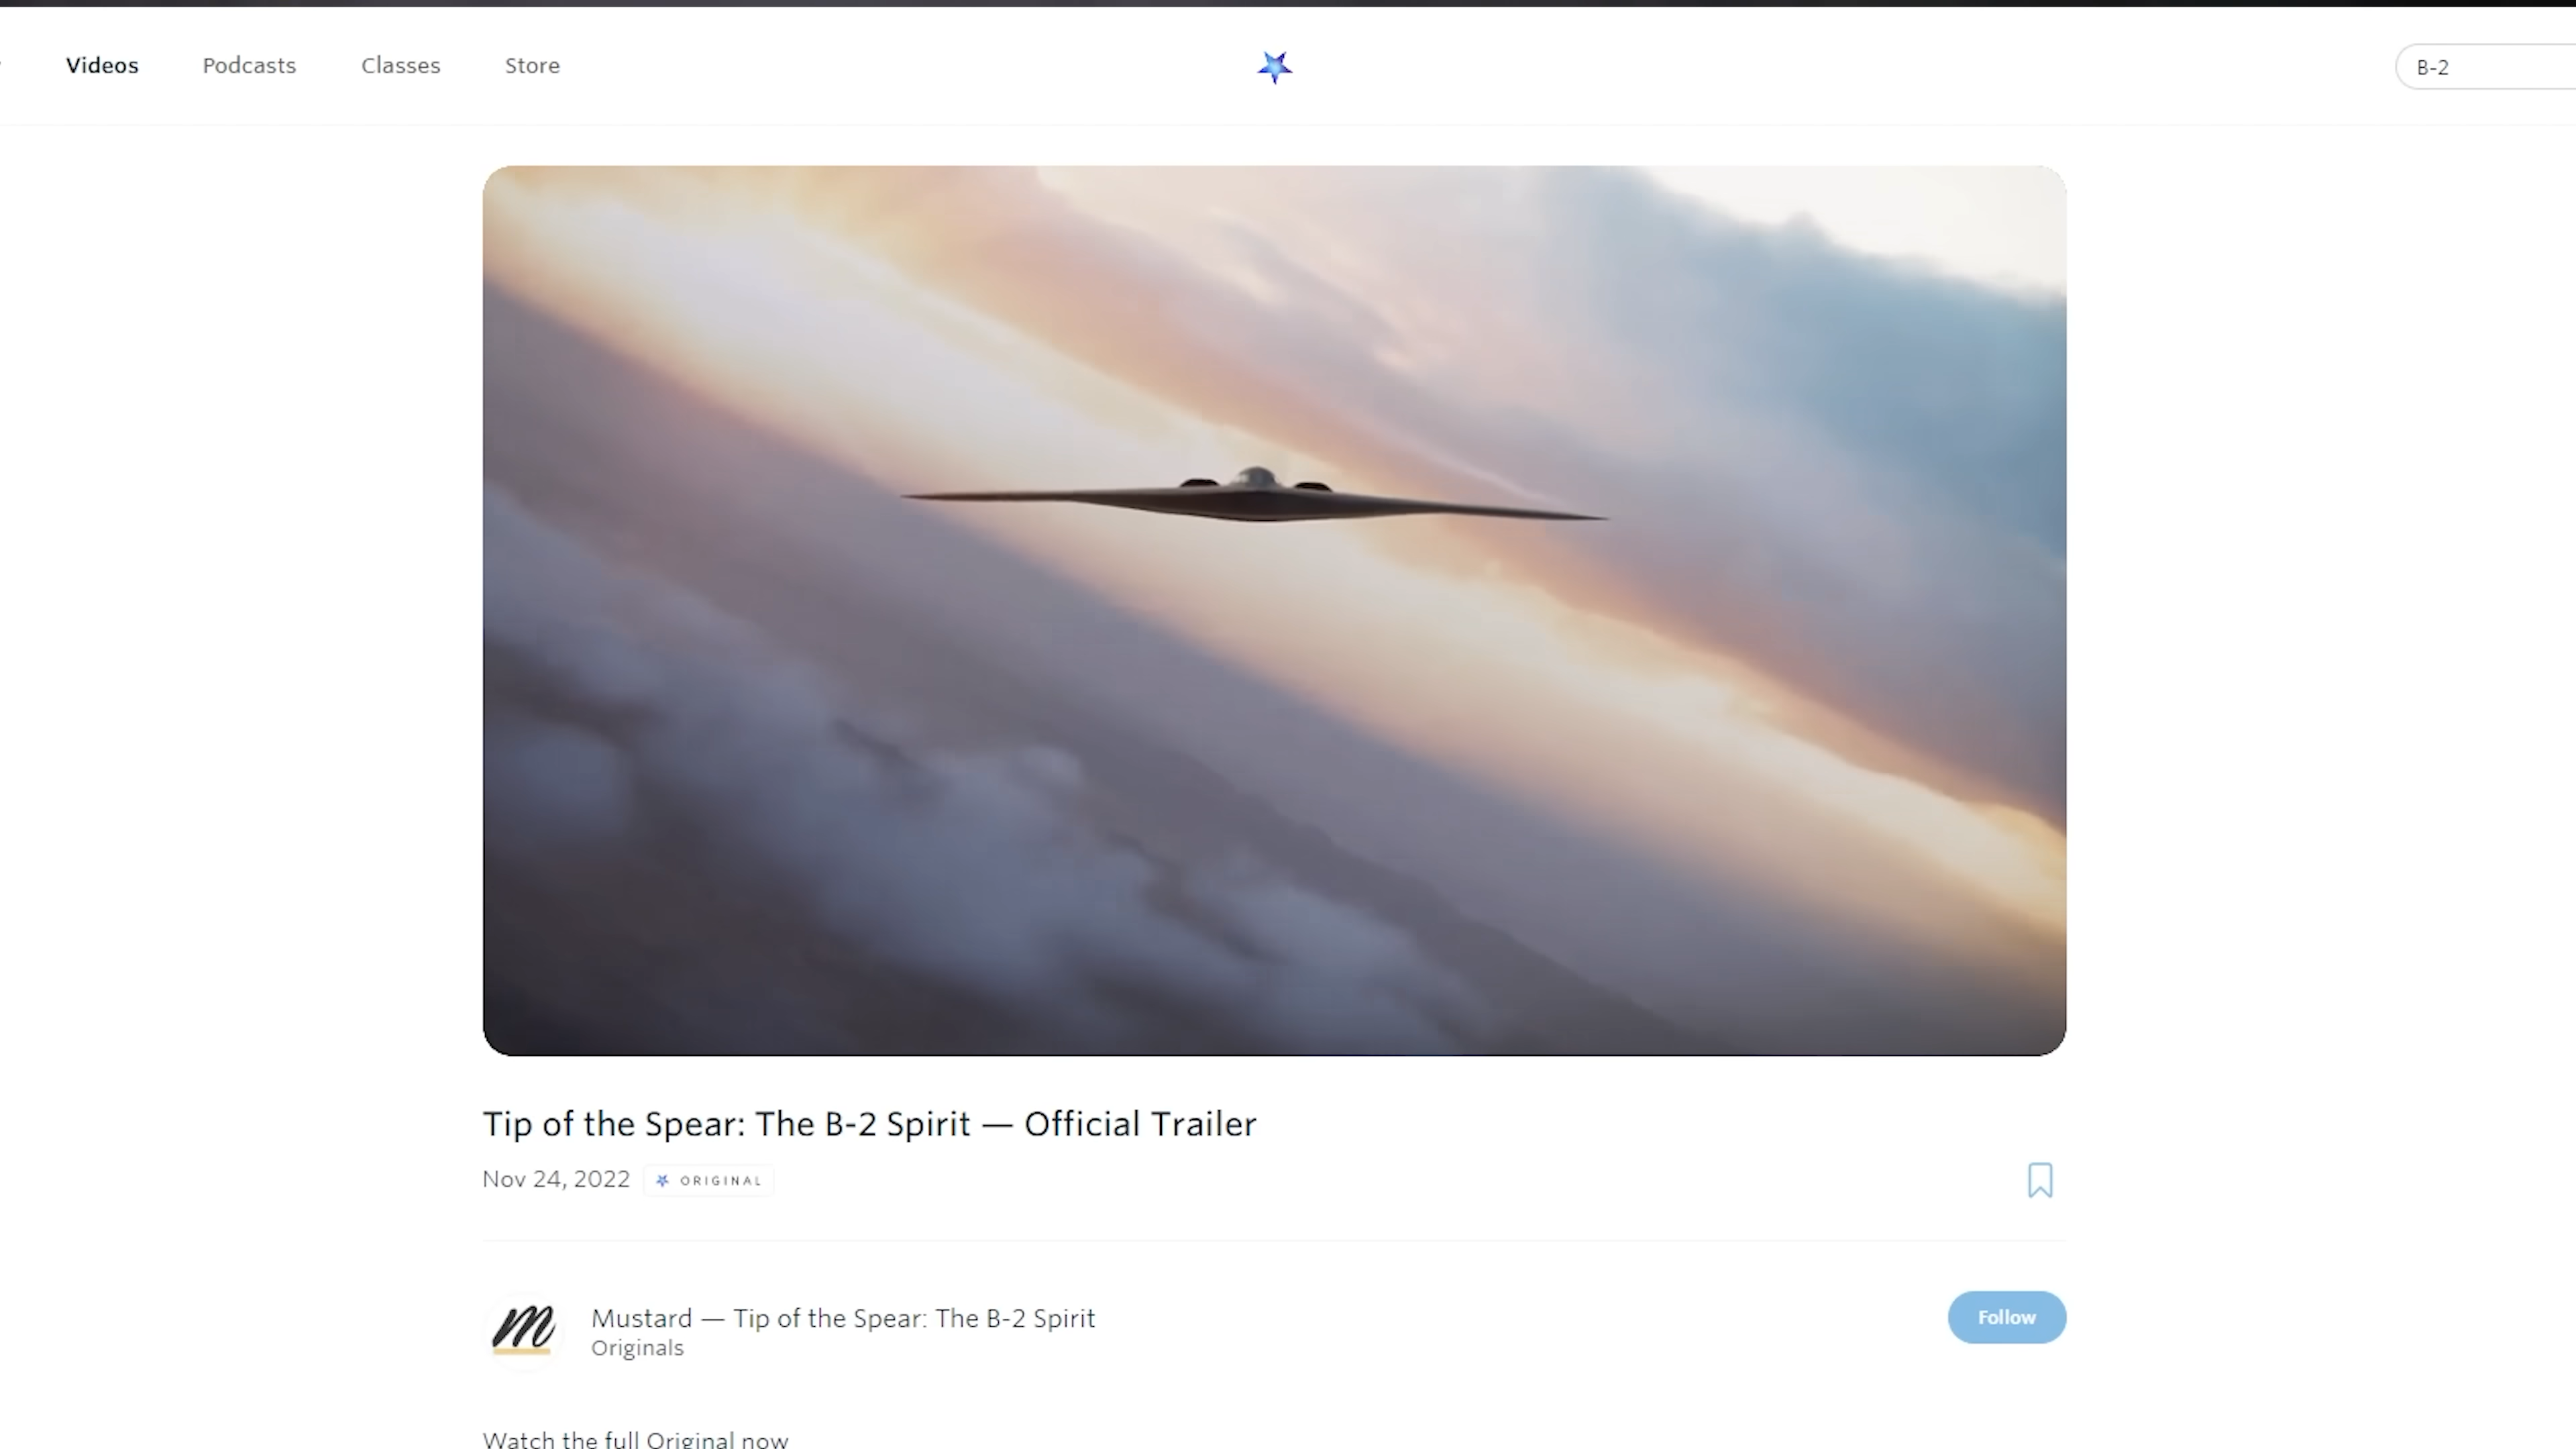 Videos Podcasts Classes Store
B-2
Tip of the Spear: The B-2 Spirit — Official Trailer
Nov 24, 2022 ORIGINAL
Mustard — Tip of the Spear: The B-2 Spirit
Originals
Follow
Watch the full Original now